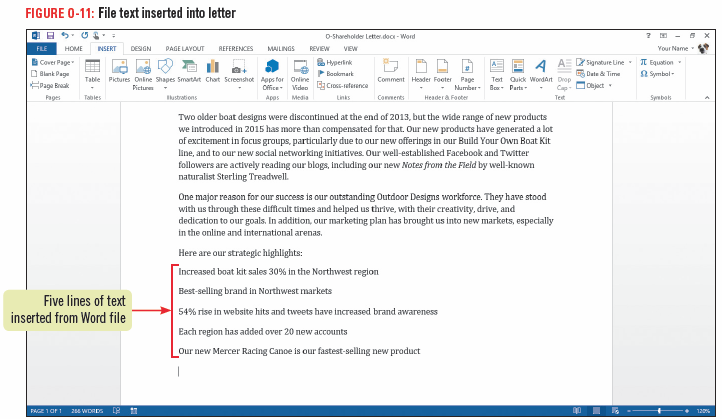 FIGURE O-11: File text inserted into letter
O-Shareholder Letter.docx - Word
FILE HOME INSERT DESIGN PAGE LAYOUT REFERENCES MAILINGS REVIEW VIEW Your Name
Cover Page
Blank Page
Page Break
Pages
Table
Tables
Pictures Online Pictures Shapes SmartArt Chart Screenshot
Illustrations
Apps for Office
Apps
Online Video
Media
Hyperlink
Bookmark
Cross-reference
Links
Comment
Comments
Header Footer Page Number
Header & Footer
Text Box Quick Parts WordArt Drop Cap
Signature Line
Date & Time
Object
Text
Equation
Symbol
Symbols
Two older boat designs were discontinued at the end of 2013, but the wide range of new products
we introduced in 2015 has more than compensated for that. Our new products have generated a lot
of excitement in focus groups, particularly due to our new offerings in our Build Your Own Boat Kit
line, and to our new social networking initiatives. Our well-established Facebook and Twitter
followers are actively reading our blogs, including our new Notes from the Field by well-known
naturalist Sterling Treadwell.
One major reason for our success is our outstanding Outdoor Designs workforce. They have stood
with us through these difficult times and helped us thrive, with their creativity, drive, and
dedication to our goals. In addition, our marketing plan has brought us into new markets, especially
in the online and international arenas.
Here are our strategic highlights:
Increased boat kit sales 30% in the Northwest region
Best-selling brand in Northwest markets
54% rise in website hits and tweets have increased brand awareness
Each region has added over 20 new accounts
Our new Mercer Racing Canoe is our fastest-selling new product
Five lines of text
inserted from Word file
PAGE 1 OF 1 266 WORDS 128%